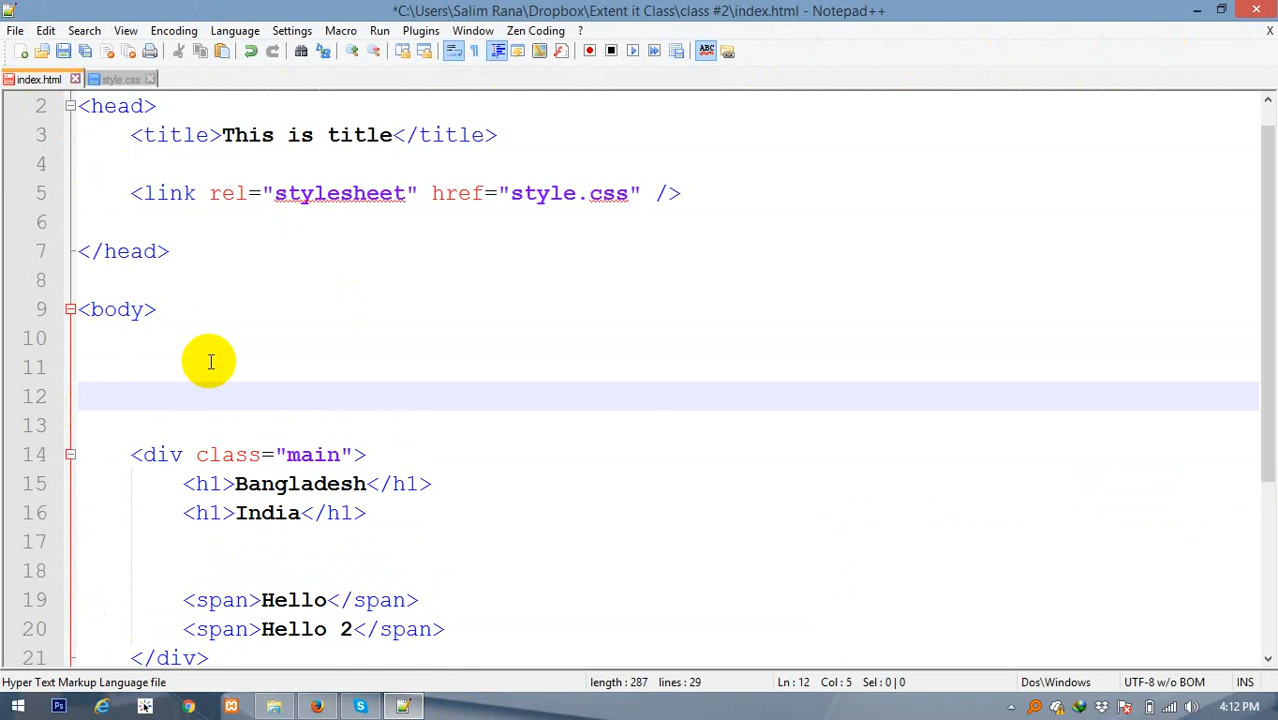 *C:\Users\Salim Rana\Dropbox\Extent it Class\class #2\index.html - Notepad++
File Edit Search View Encoding Language Settings Macro Run Plugins Window Zen Coding ? X
index.html style.css
2 <head>
3 <title>This is title</title>
4
5 <link rel="stylesheet" href="style.css" />
6
7 </head>
8
9 <body>
10
11
12
13
14 <div class="main">
15 <h1>Bangladesh</h1>
16 <h1>India</h1>
17
18
19 <span>Hello</span>
20 <span>Hello 2</span>
21 </div>
Hyper Text Markup Language file length : 287 lines : 29 Ln : 12 Col : 5 Sel : 0 | 0 Dos\Windows UTF-8 w/o BOM INS
4:12 PM